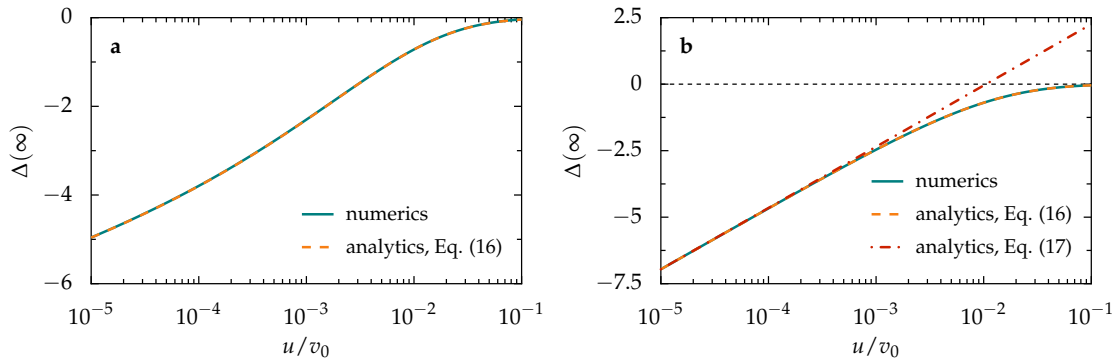 a
0
−2
−4
−6
Δ(∞)
numerics
analytics, Eq. (16)
10⁻⁵ 10⁻⁴ 10⁻³ 10⁻² 10⁻¹
u/v₀
b
2.5
0
−2.5
−5
−7.5
Δ(∞)
numerics
analytics, Eq. (16)
analytics, Eq. (17)
10⁻⁵ 10⁻⁴ 10⁻³ 10⁻² 10⁻¹
u/v₀